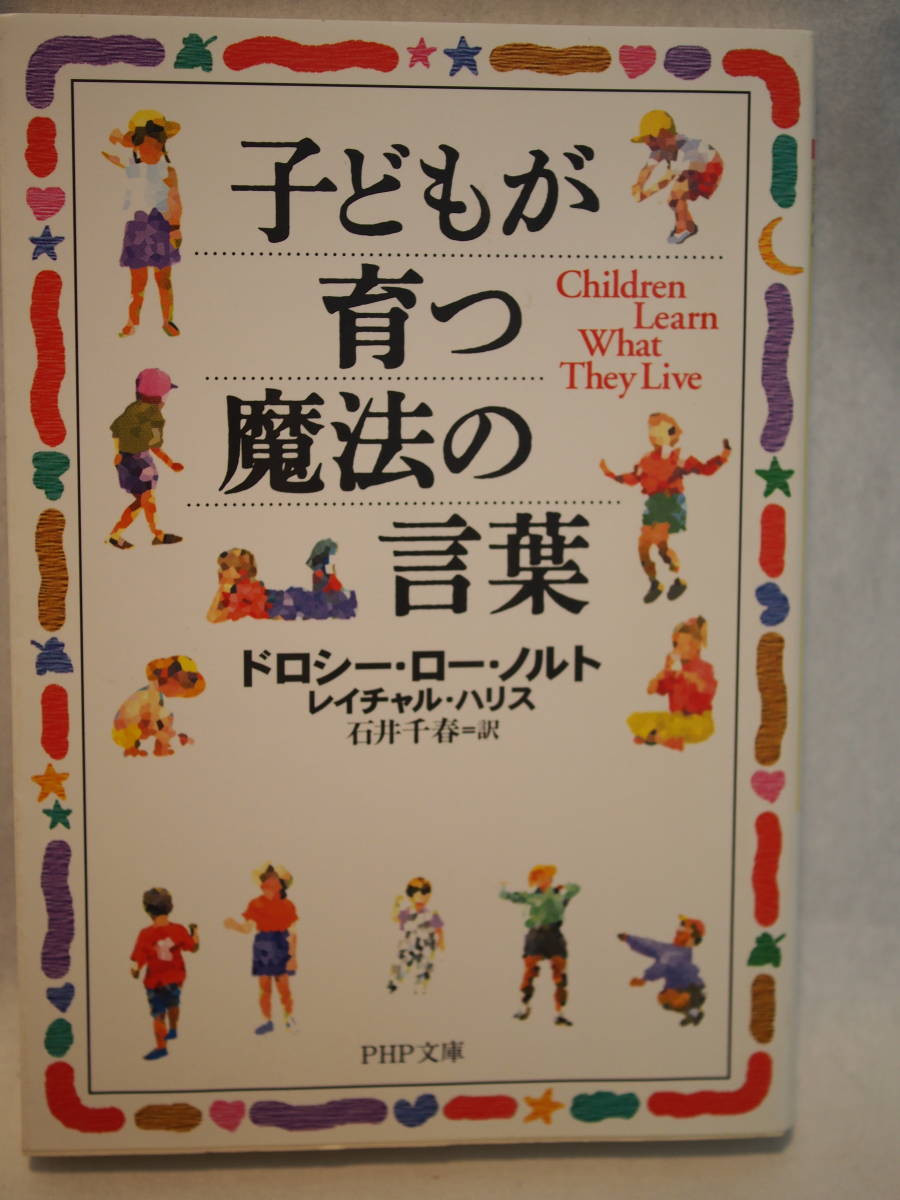 子どもが
育つ
魔法の
言葉
Children
Learn
What
They Live
ドロシー・ロー・ノルト
レイチャル・ハリス
石井千春=訳
PHP文庫